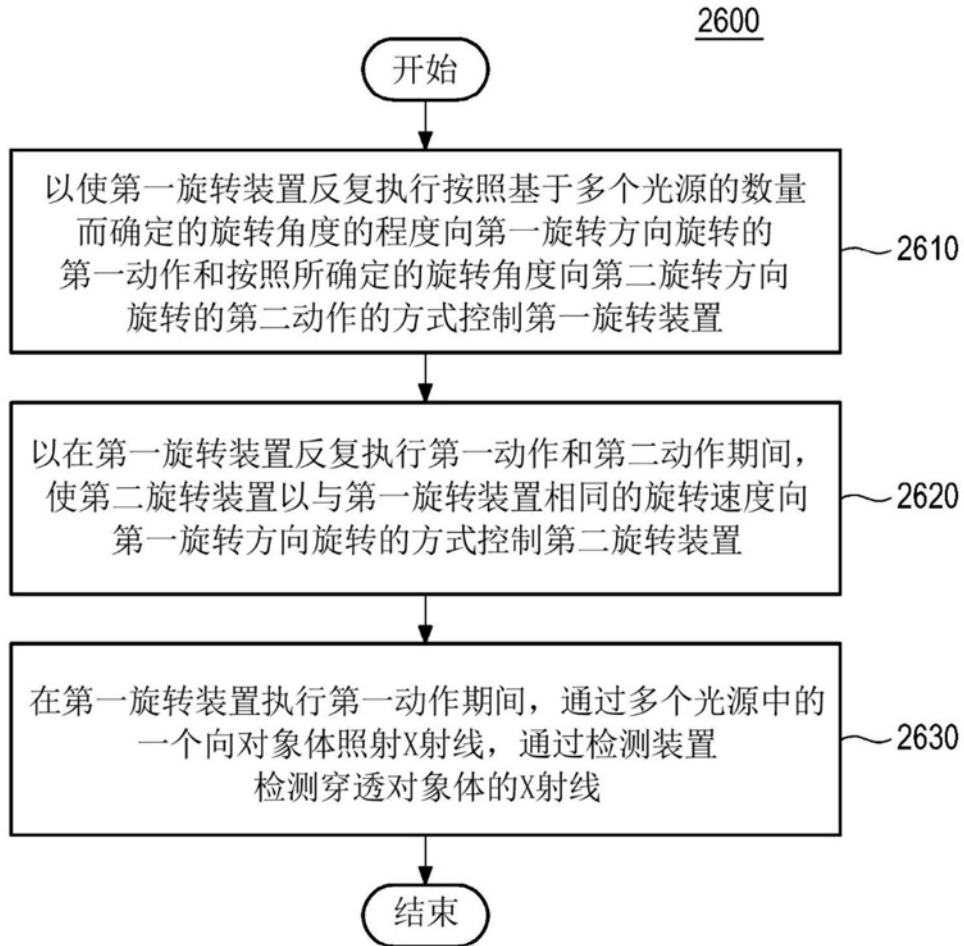 2600
开始
以使第一旋转装置反复执行按照基于多个光源的数量
而确定的旋转角度的程度向第一旋转方向旋转的
第一动作和按照所确定的旋转角度向第二旋转方向
旋转的第二动作的方式控制第一旋转装置
2610
以在第一旋转装置反复执行第一动作和第二动作期间，
使第二旋转装置以与第一旋转装置相同的旋转速度向
第一旋转方向旋转的方式控制第二旋转装置
2620
在第一旋转装置执行第一动作期间，通过多个光源中的
一个向对象体照射X射线，通过检测装置
检测穿透对象体的X射线
2630
结束